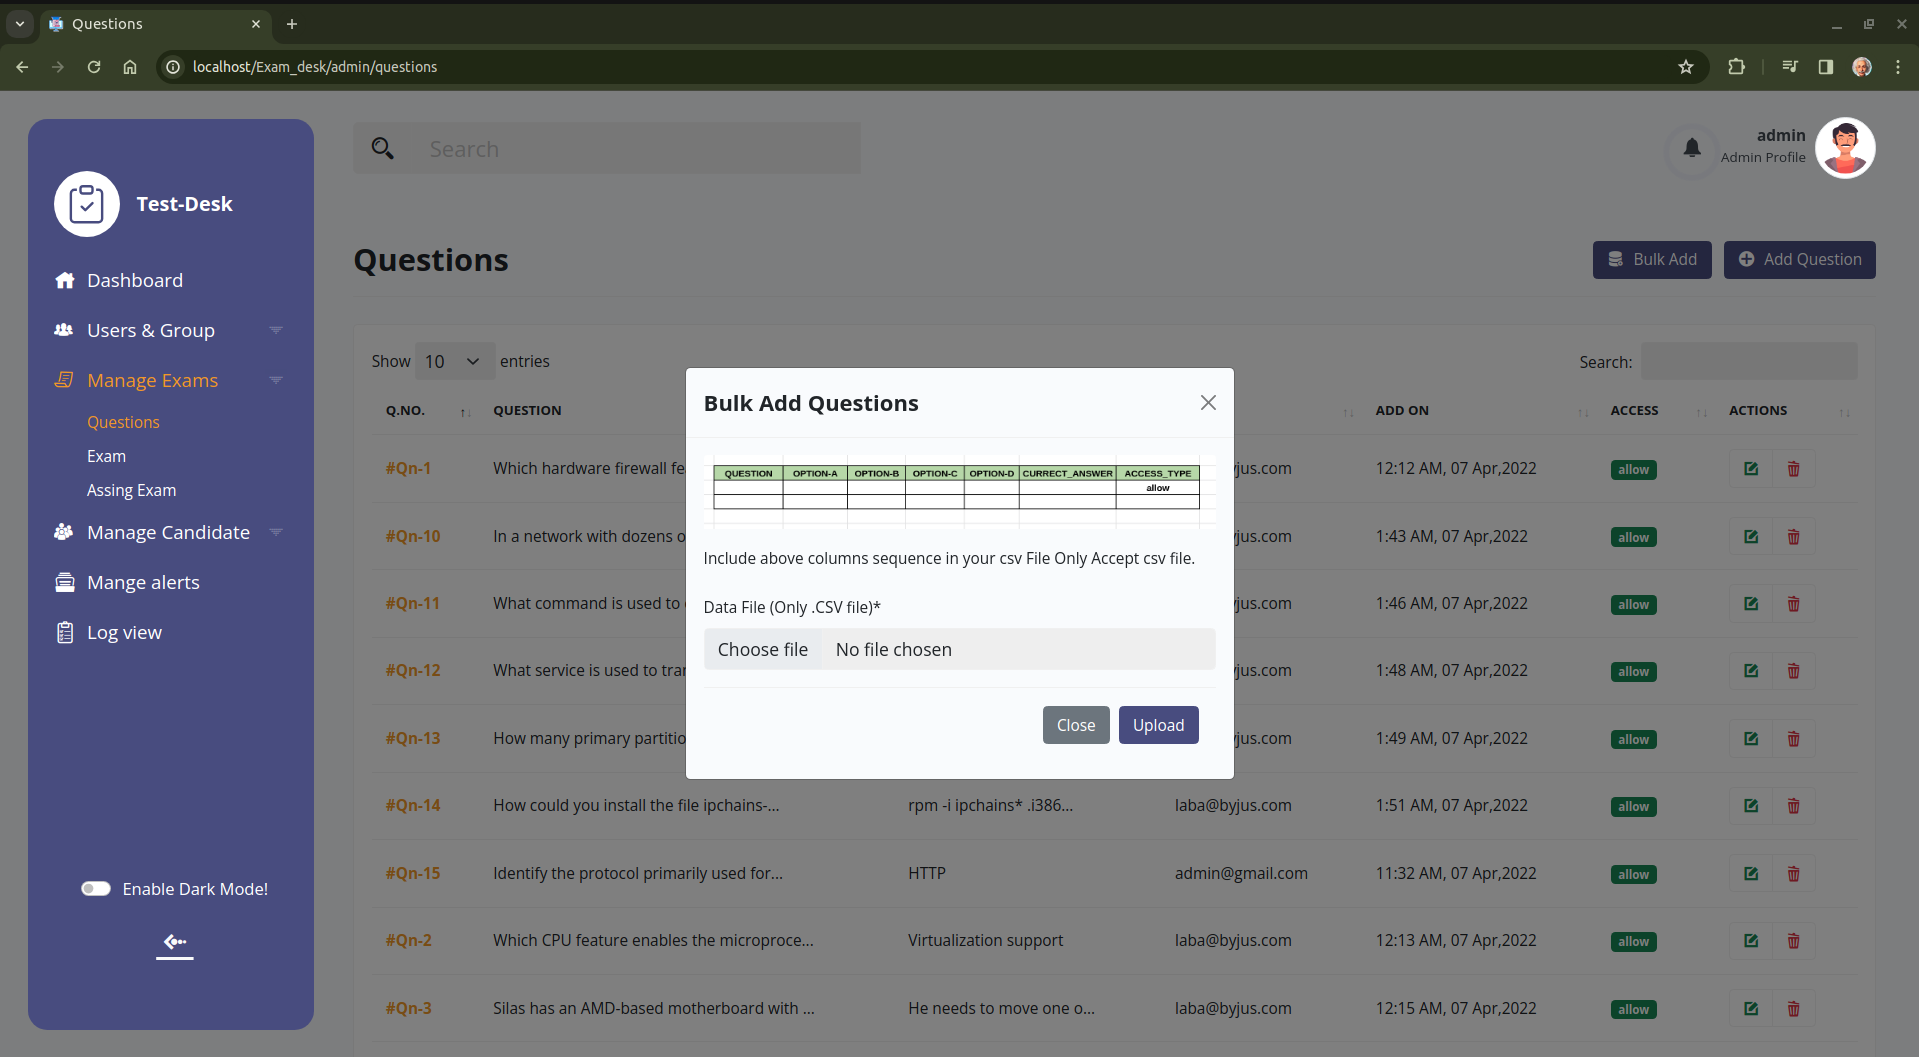 Questions
localhost/Exam_desk/admin/questions
Test-Desk
Dashboard
Users & Group
Manage Exams
Questions
Exam
Assing Exam
Manage Candidate
Mange alerts
Log view
Enable Dark Mode!
Search
admin
Admin Profile
Questions
Bulk Add
Add Question
Show 10 entries
Search:
Q.NO. QUESTION ADD ON ACCESS ACTIONS
#Qn-1 Which hardware firewall fe byjus.com 12:12 AM, 07 Apr,2022 allow
#Qn-10 In a network with dozens o byjus.com 1:43 AM, 07 Apr,2022 allow
#Qn-11 What command is used to byjus.com 1:46 AM, 07 Apr,2022 allow
#Qn-12 What service is used to tra byjus.com 1:48 AM, 07 Apr,2022 allow
#Qn-13 How many primary partitio byjus.com 1:49 AM, 07 Apr,2022 allow
#Qn-14 How could you install the file ipchains-... rpm -i ipchains* .i386... laba@byjus.com 1:51 AM, 07 Apr,2022 allow
#Qn-15 Identify the protocol primarily used for... HTTP admin@gmail.com 11:32 AM, 07 Apr,2022 allow
#Qn-2 Which CPU feature enables the microproce... Virtualization support laba@byjus.com 12:13 AM, 07 Apr,2022 allow
#Qn-3 Silas has an AMD-based motherboard with ... He needs to move one o... laba@byjus.com 12:15 AM, 07 Apr,2022 allow
Bulk Add Questions
QUESTION OPTION-A OPTION-B OPTION-C OPTION-D CURRECT_ANSWER ACCESS_TYPE
allow
Include above columns sequence in your csv File Only Accept csv file.
Data File (Only .CSV file)*
Choose file No file chosen
Close Upload